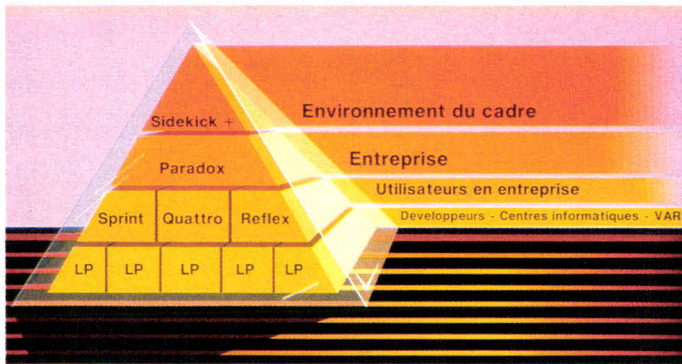 Sidekick +
Environnement du cadre
Paradox
Entreprise
Sprint Quattro Reflex
Utilisateurs en entreprise
LP LP LP LP LP
Developpeurs - Centres informatiques - VAR